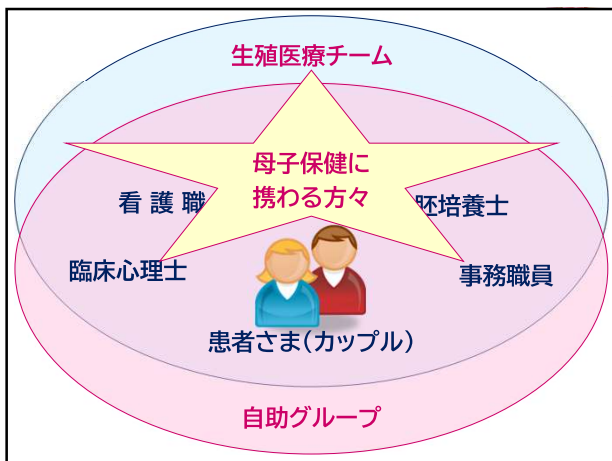 生殖医療チーム
母子保健に
携わる方々
看護職
胚培養士
臨床心理士
事務職員
患者さま(カップル)
自助グループ